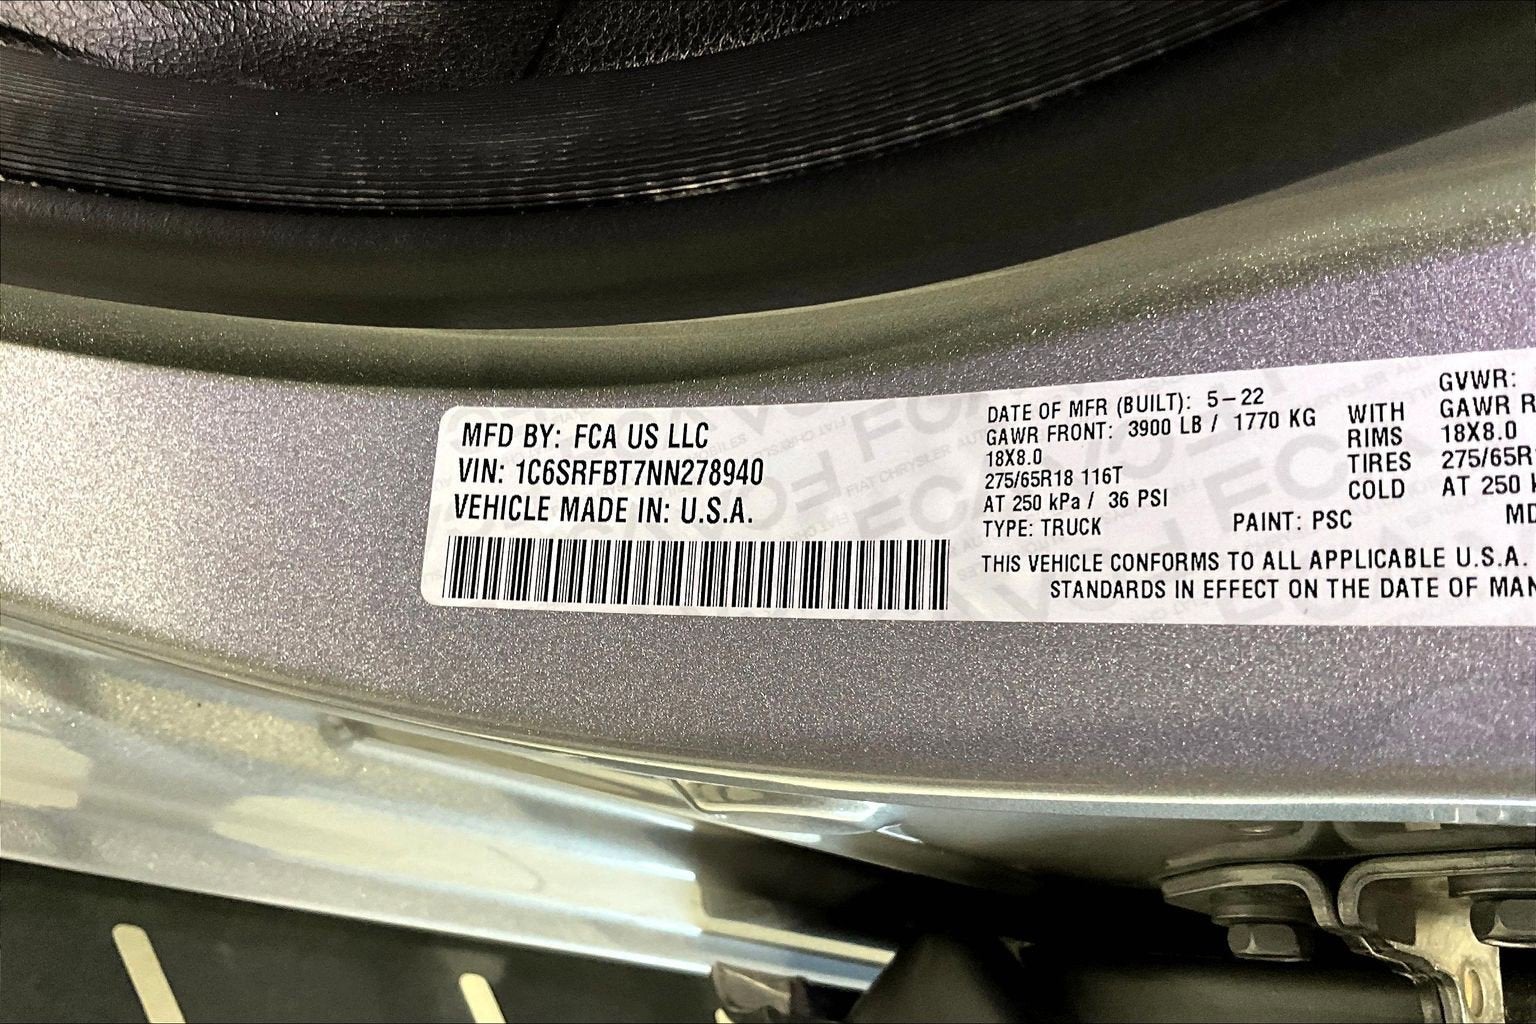 MFD BY: FCA US LLC
VIN: 1C6SRFBT7NN278940
VEHICLE MADE IN: U.S.A.
DATE OF MFR (BUILT): 5-22
GAWR FRONT: 3900 LB / 1770 KG
18X8.0
275/65R18 116T
AT 250 kPa / 36 PSI
TYPE: TRUCK PAINT: PSC
WITH
RIMS
TIRES
COLD
GVWR:
GAWR R
18X8.0
275/65R
AT 250
THIS VEHICLE CONFORMS TO ALL APPLICABLE U.S.A.
STANDARDS IN EFFECT ON THE DATE OF MAN